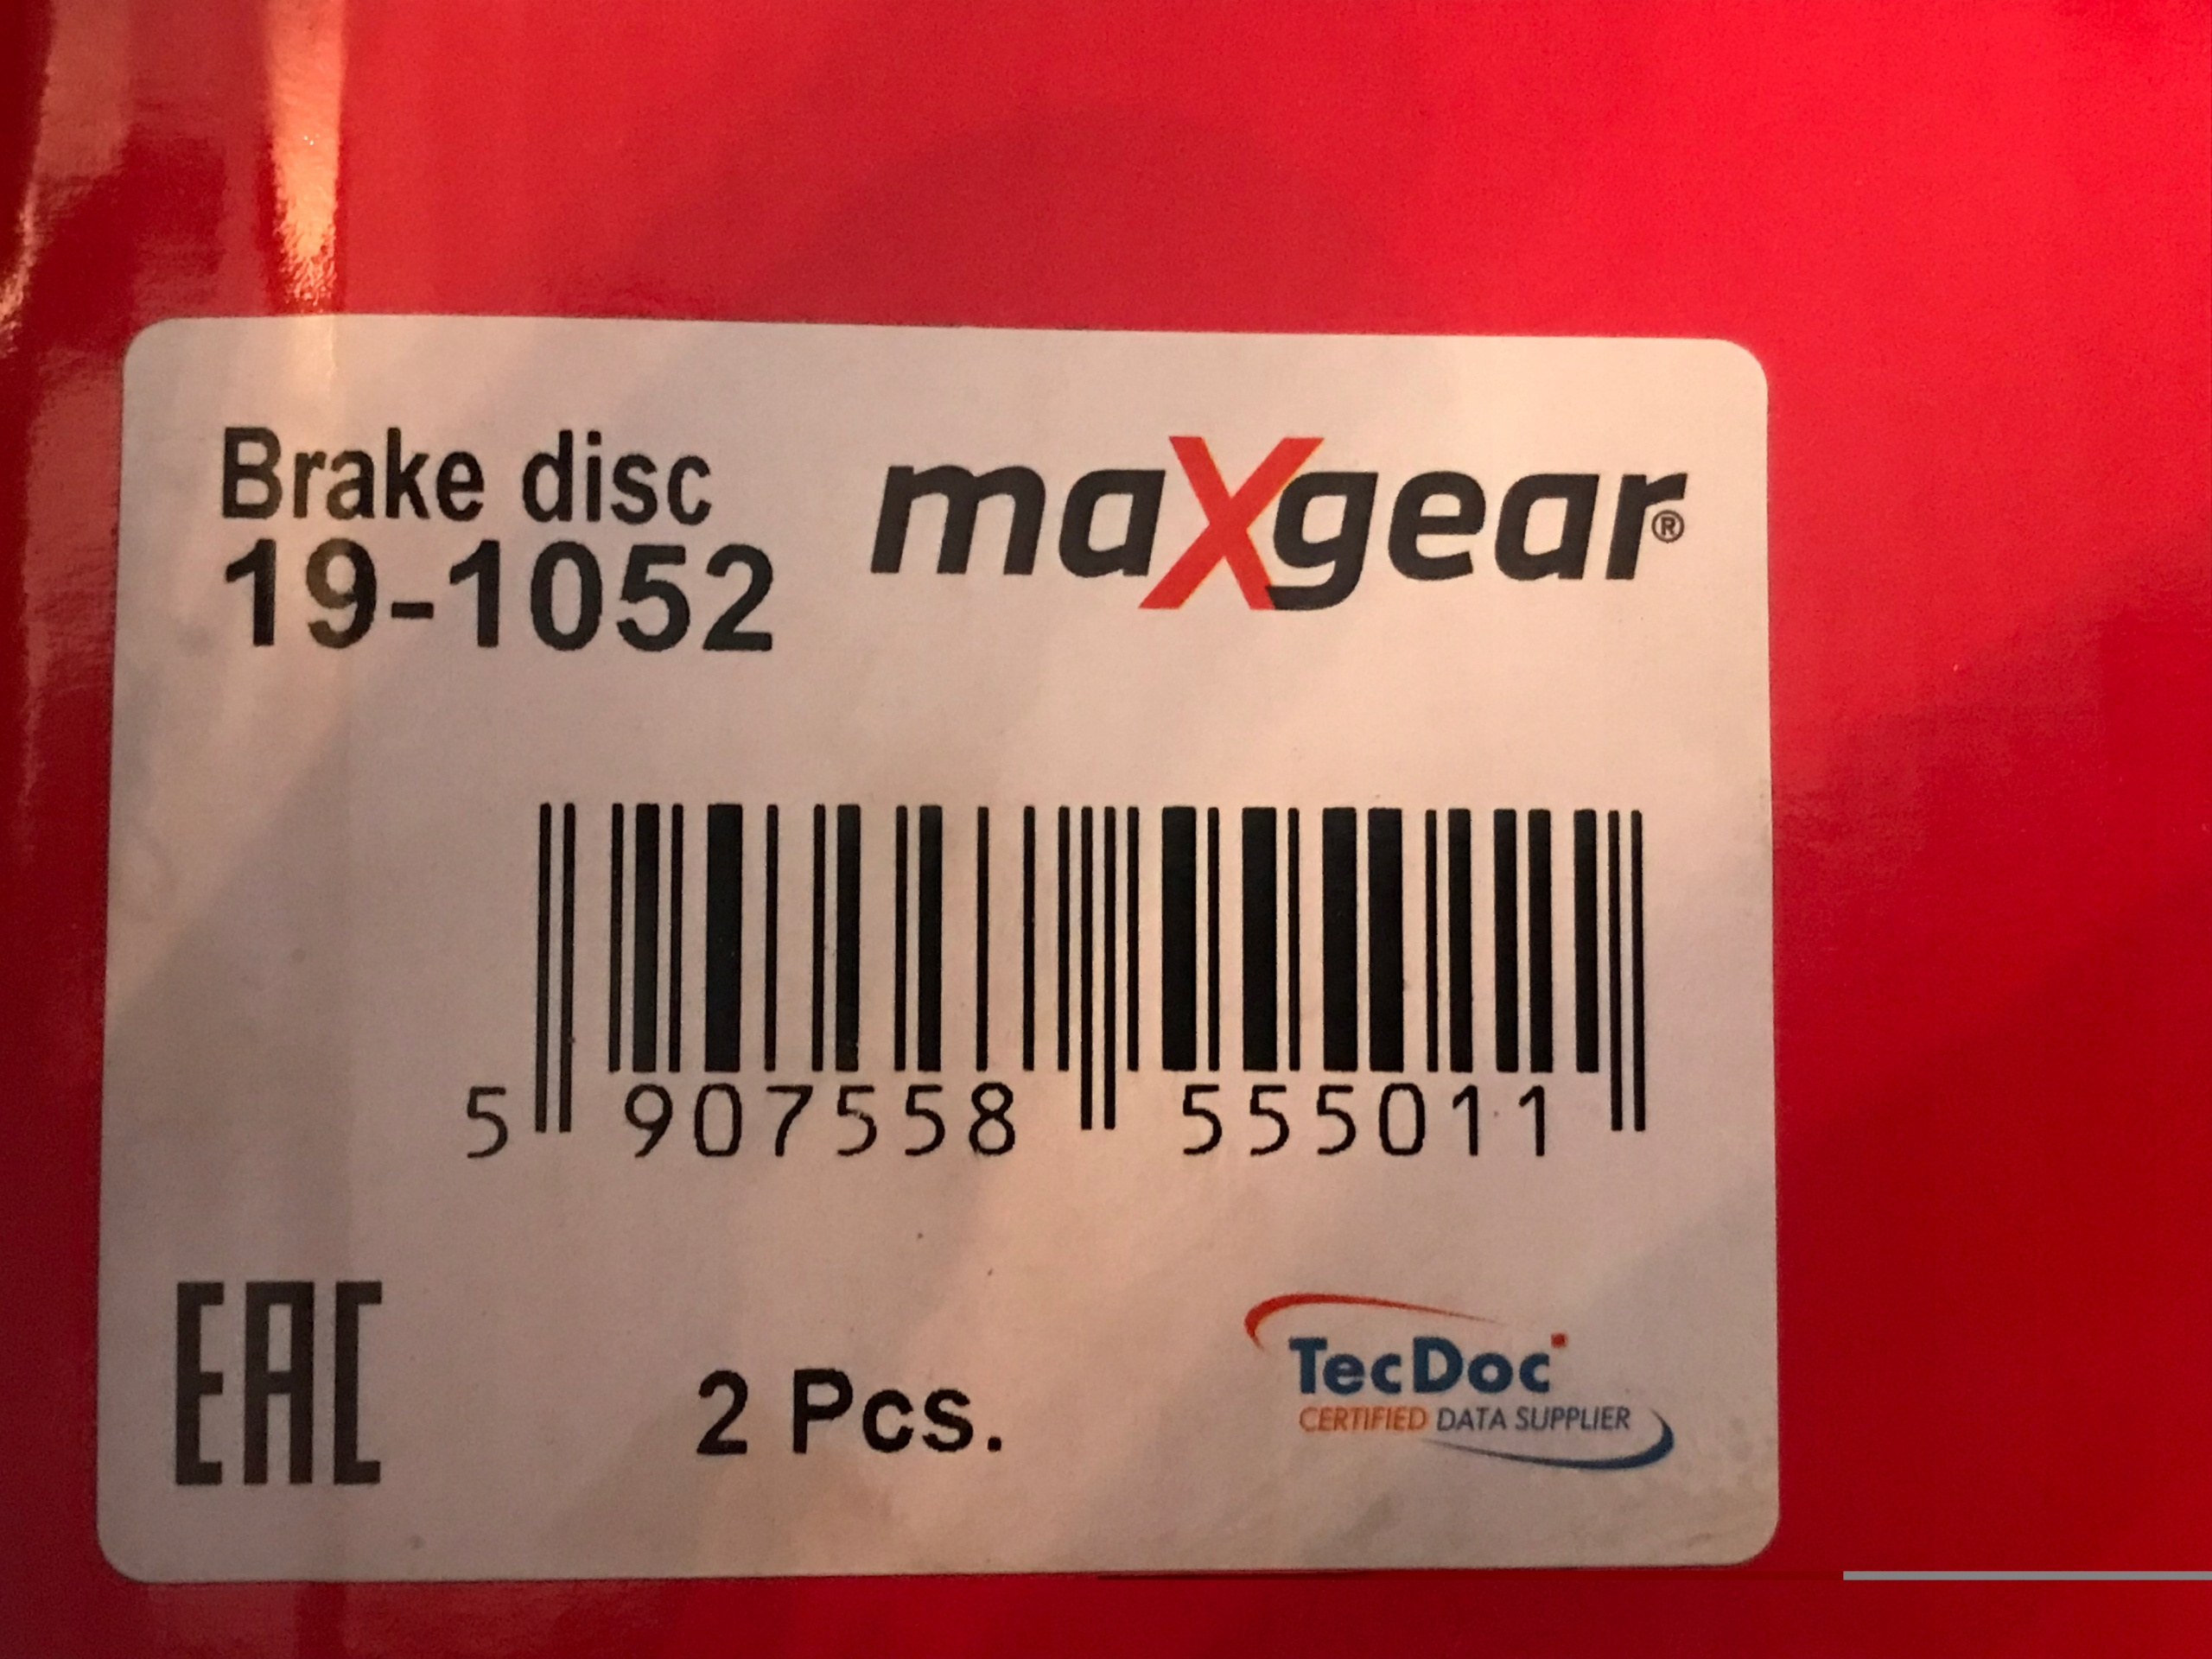 Brake disc
19-1052
maxgear®
5 907558 555011
EAC
2 Pcs.
TecDoc
CERTIFIED DATA SUPPLIER